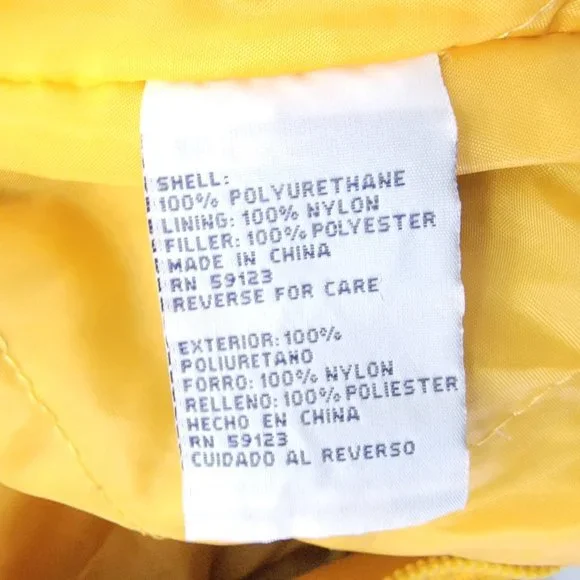 SHELL:
100% POLYURETHANE
LINING: 100% NYLON
FILLER: 100% POLYESTER
MADE IN CHINA
RN 59123
REVERSE FOR CARE
EXTERIOR: 100%
POLIURETANO
FORRO: 100% NYLON
RELLENO: 100% POLIESTER
HECHO EN CHINA
RN 59123
CUIDADO AL REVERSO